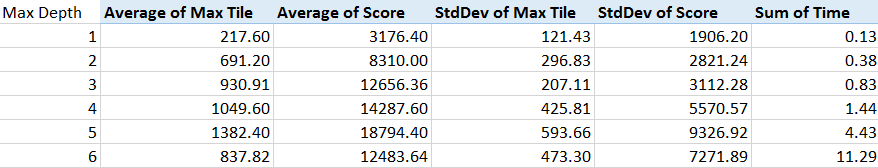 Max Depth Average of Max Tile Average of Score StdDev of Max Tile StdDev of Score Sum of Time
1 217.60 3176.40 121.43 1906.20 0.13
2 691.20 8310.00 296.83 2821.24 0.38
3 930.91 12656.36 207.11 3112.28 0.83
4 1049.60 14287.60 425.81 5570.57 1.44
5 1382.40 18794.40 593.66 9326.92 4.43
6 837.82 12483.64 473.30 7271.89 11.29